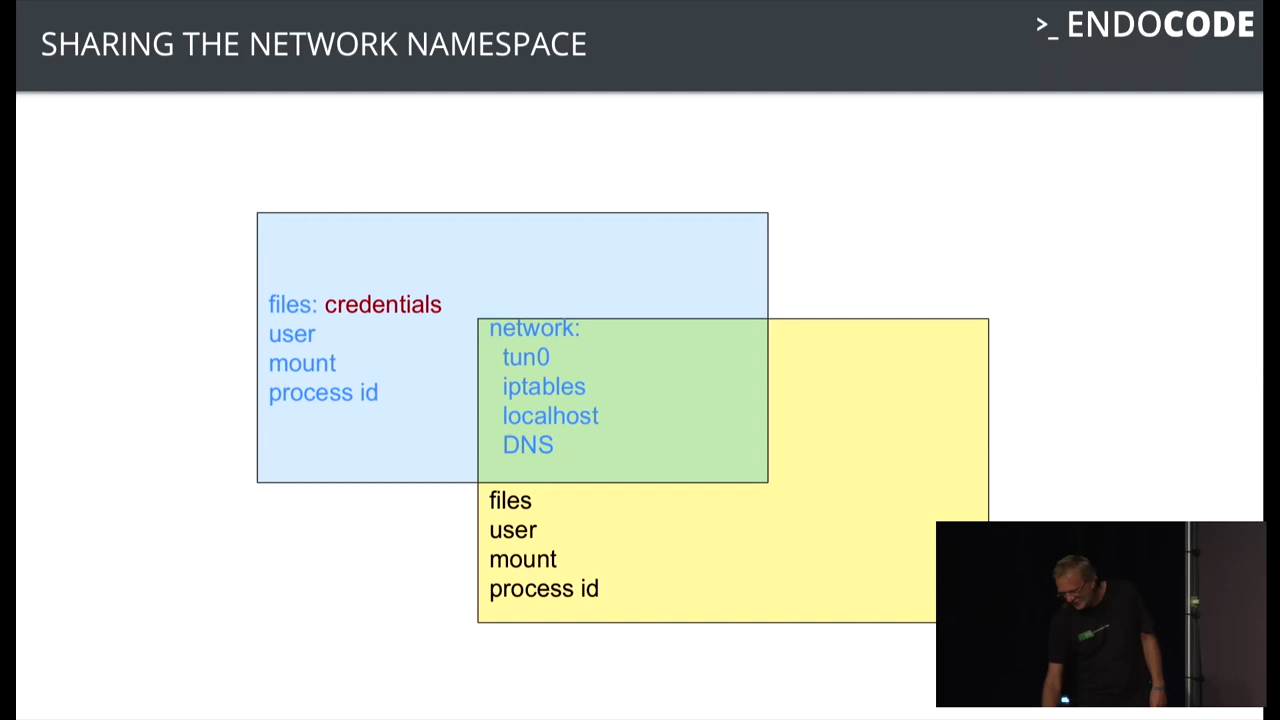 SHARING THE NETWORK NAMESPACE
>_ ENDOCODE
files: credentials
user
mount
process id
network:
tun0
iptables
localhost
DNS
files
user
mount
process id